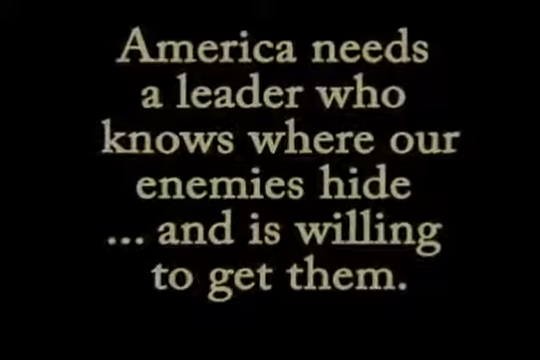 America needs
a leader who
knows where our
enemies hide
... and is willing
to get them.